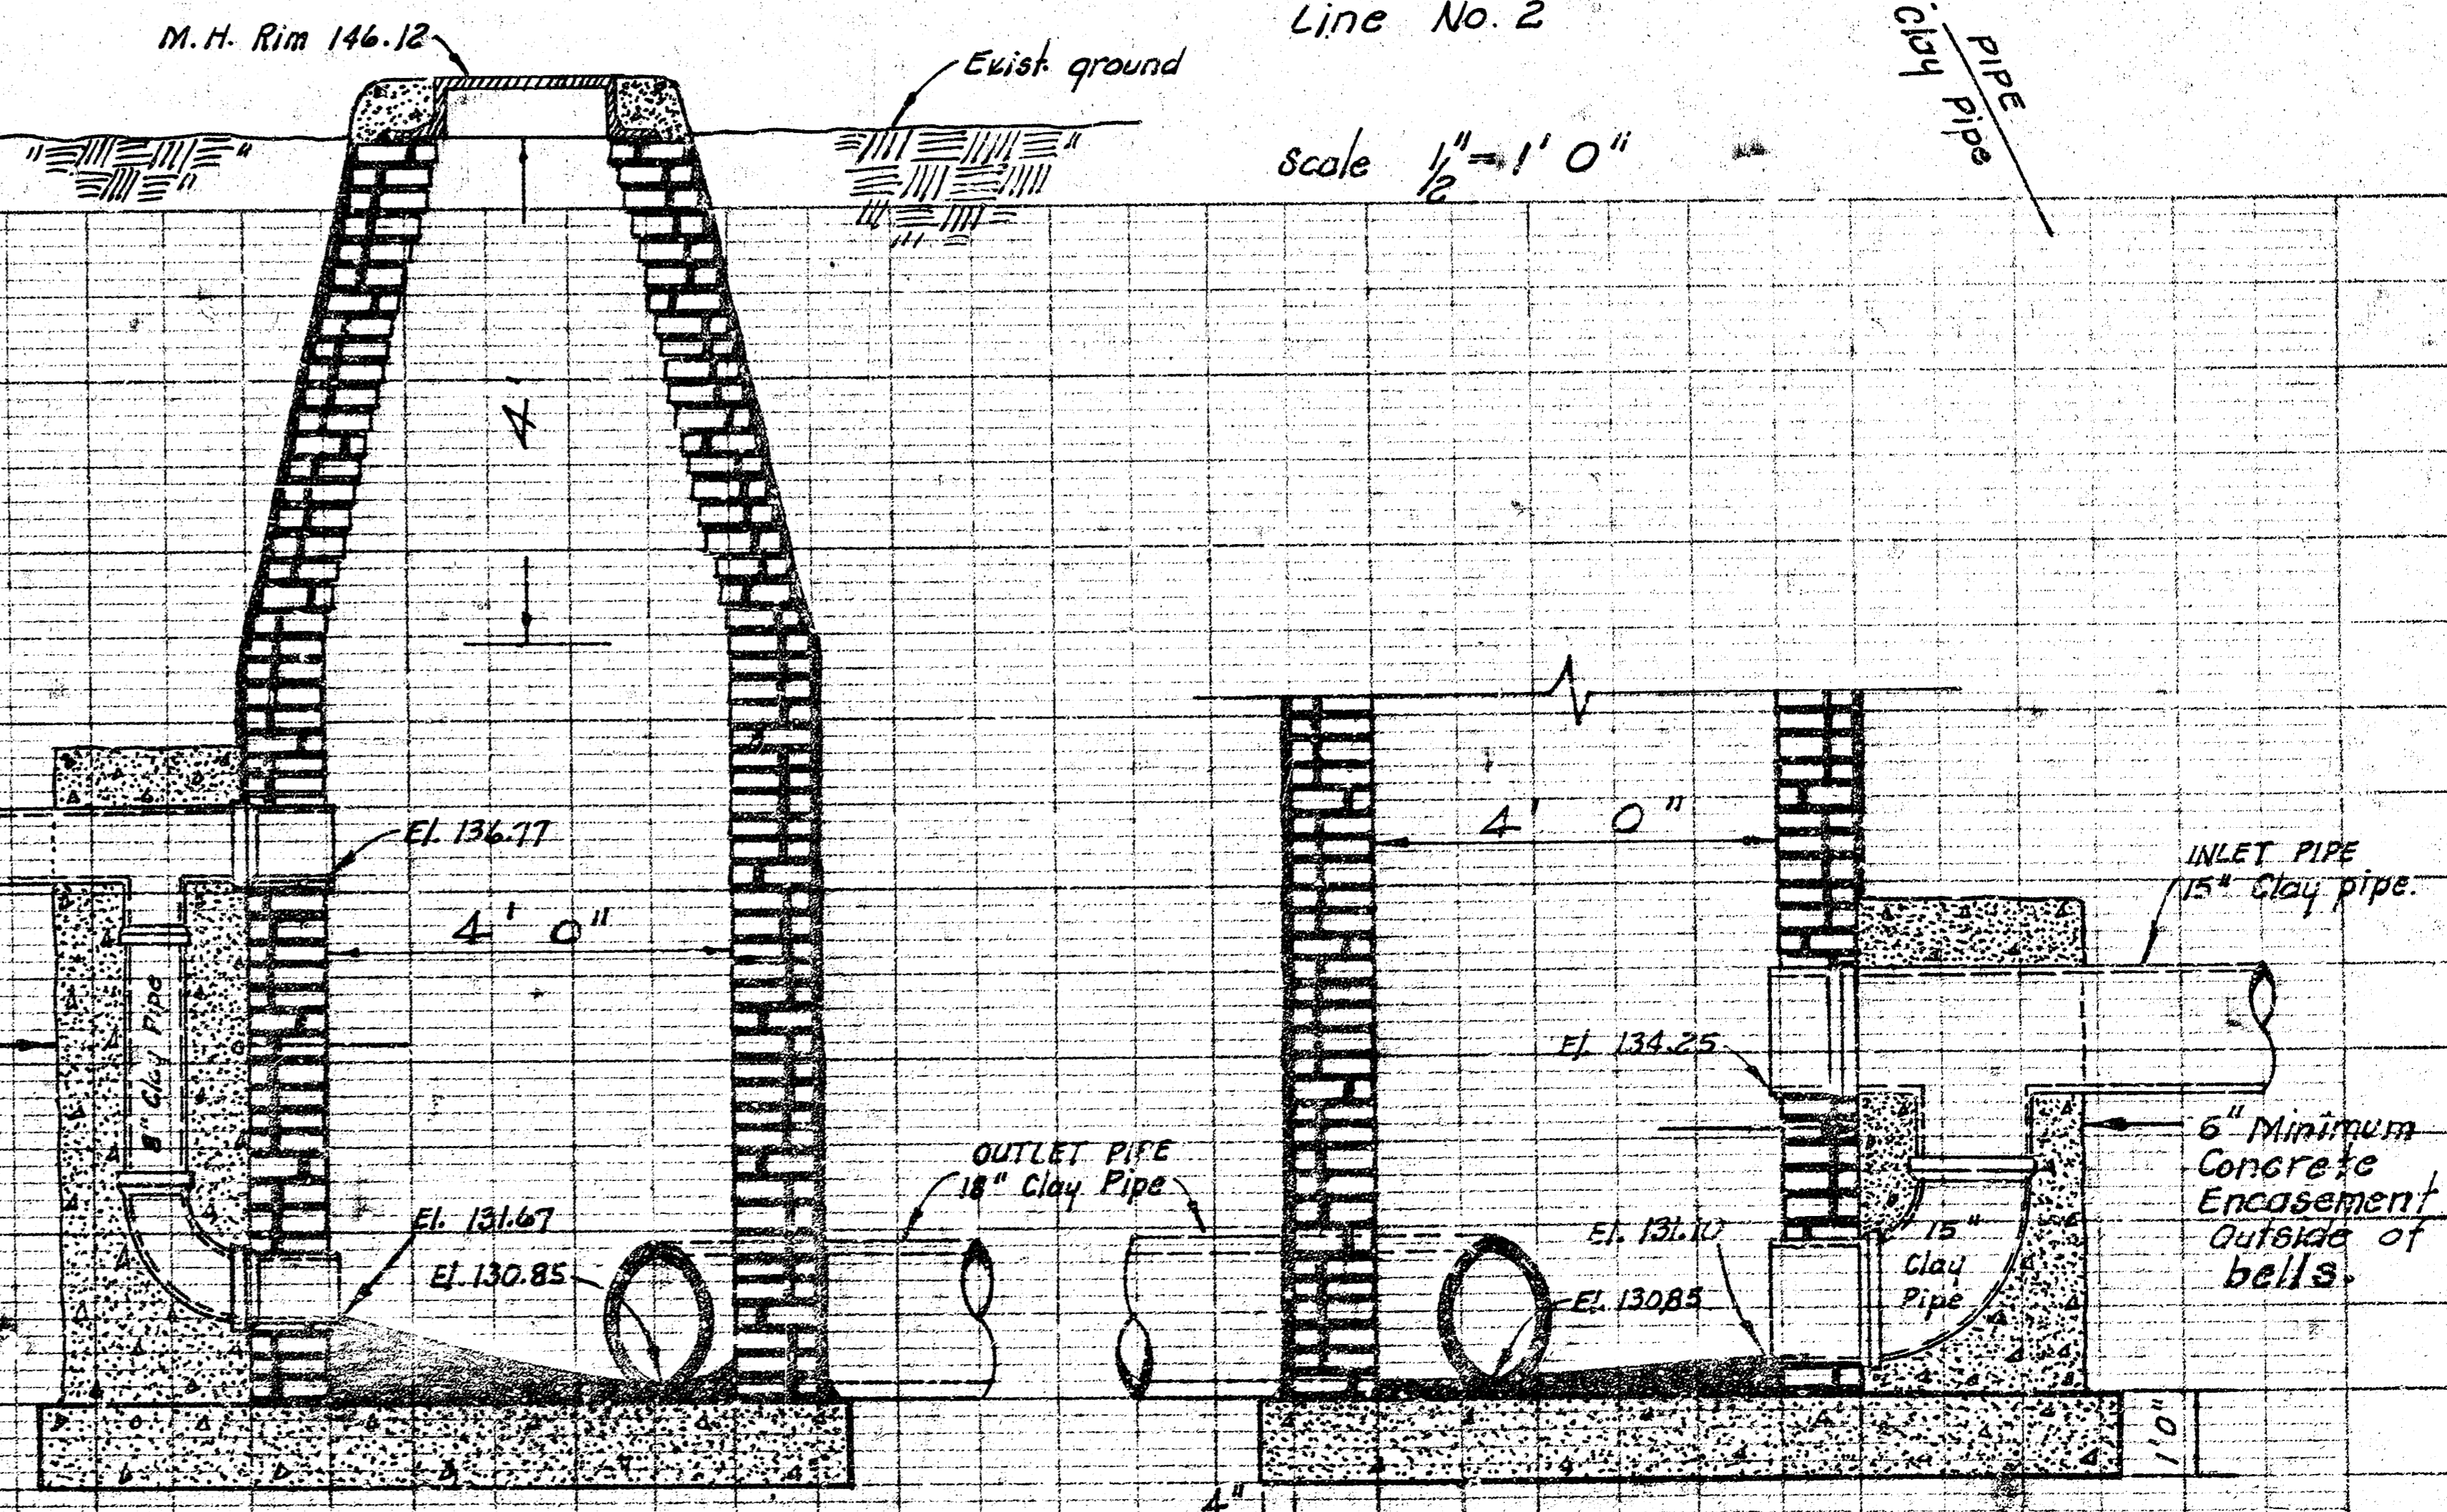 Line No. 2
M.H. Rim 146.12
Exist. ground
Scale 1/2" = 1' 0"
PIPE
Clay Pipe
4'
El. 136.77
4' 0"
8" Clay Pipe
El. 131.67
El. 130.85
OUTLET PIPE
18" Clay Pipe
4' 0"
INLET PIPE
15" Clay pipe.
El. 134.25
El. 131.10
El. 130.85
15"
Clay
Pipe
6" Minimum
Concrete
Encasement
Outside of
bells.
1'0"
4"